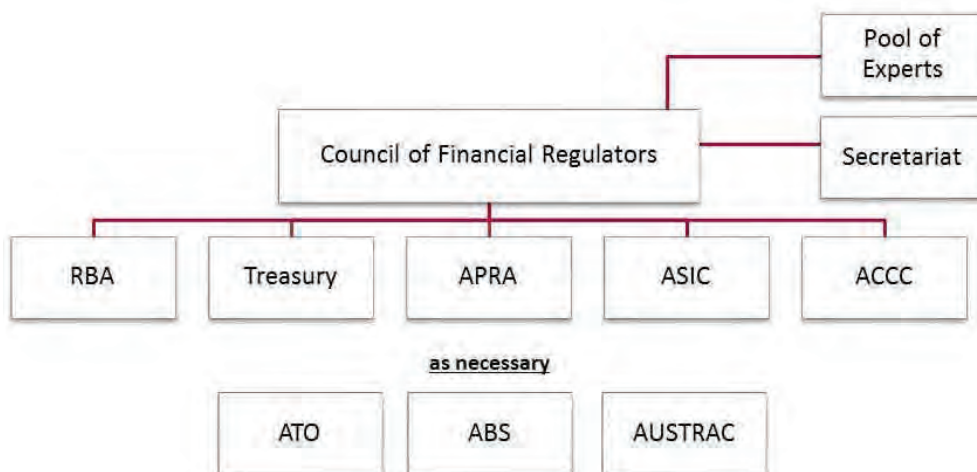 Pool of
Experts
Council of Financial Regulators
Secretariat
RBA
Treasury
APRA
ASIC
ACCC
as necessary
ATO
ABS
AUSTRAC